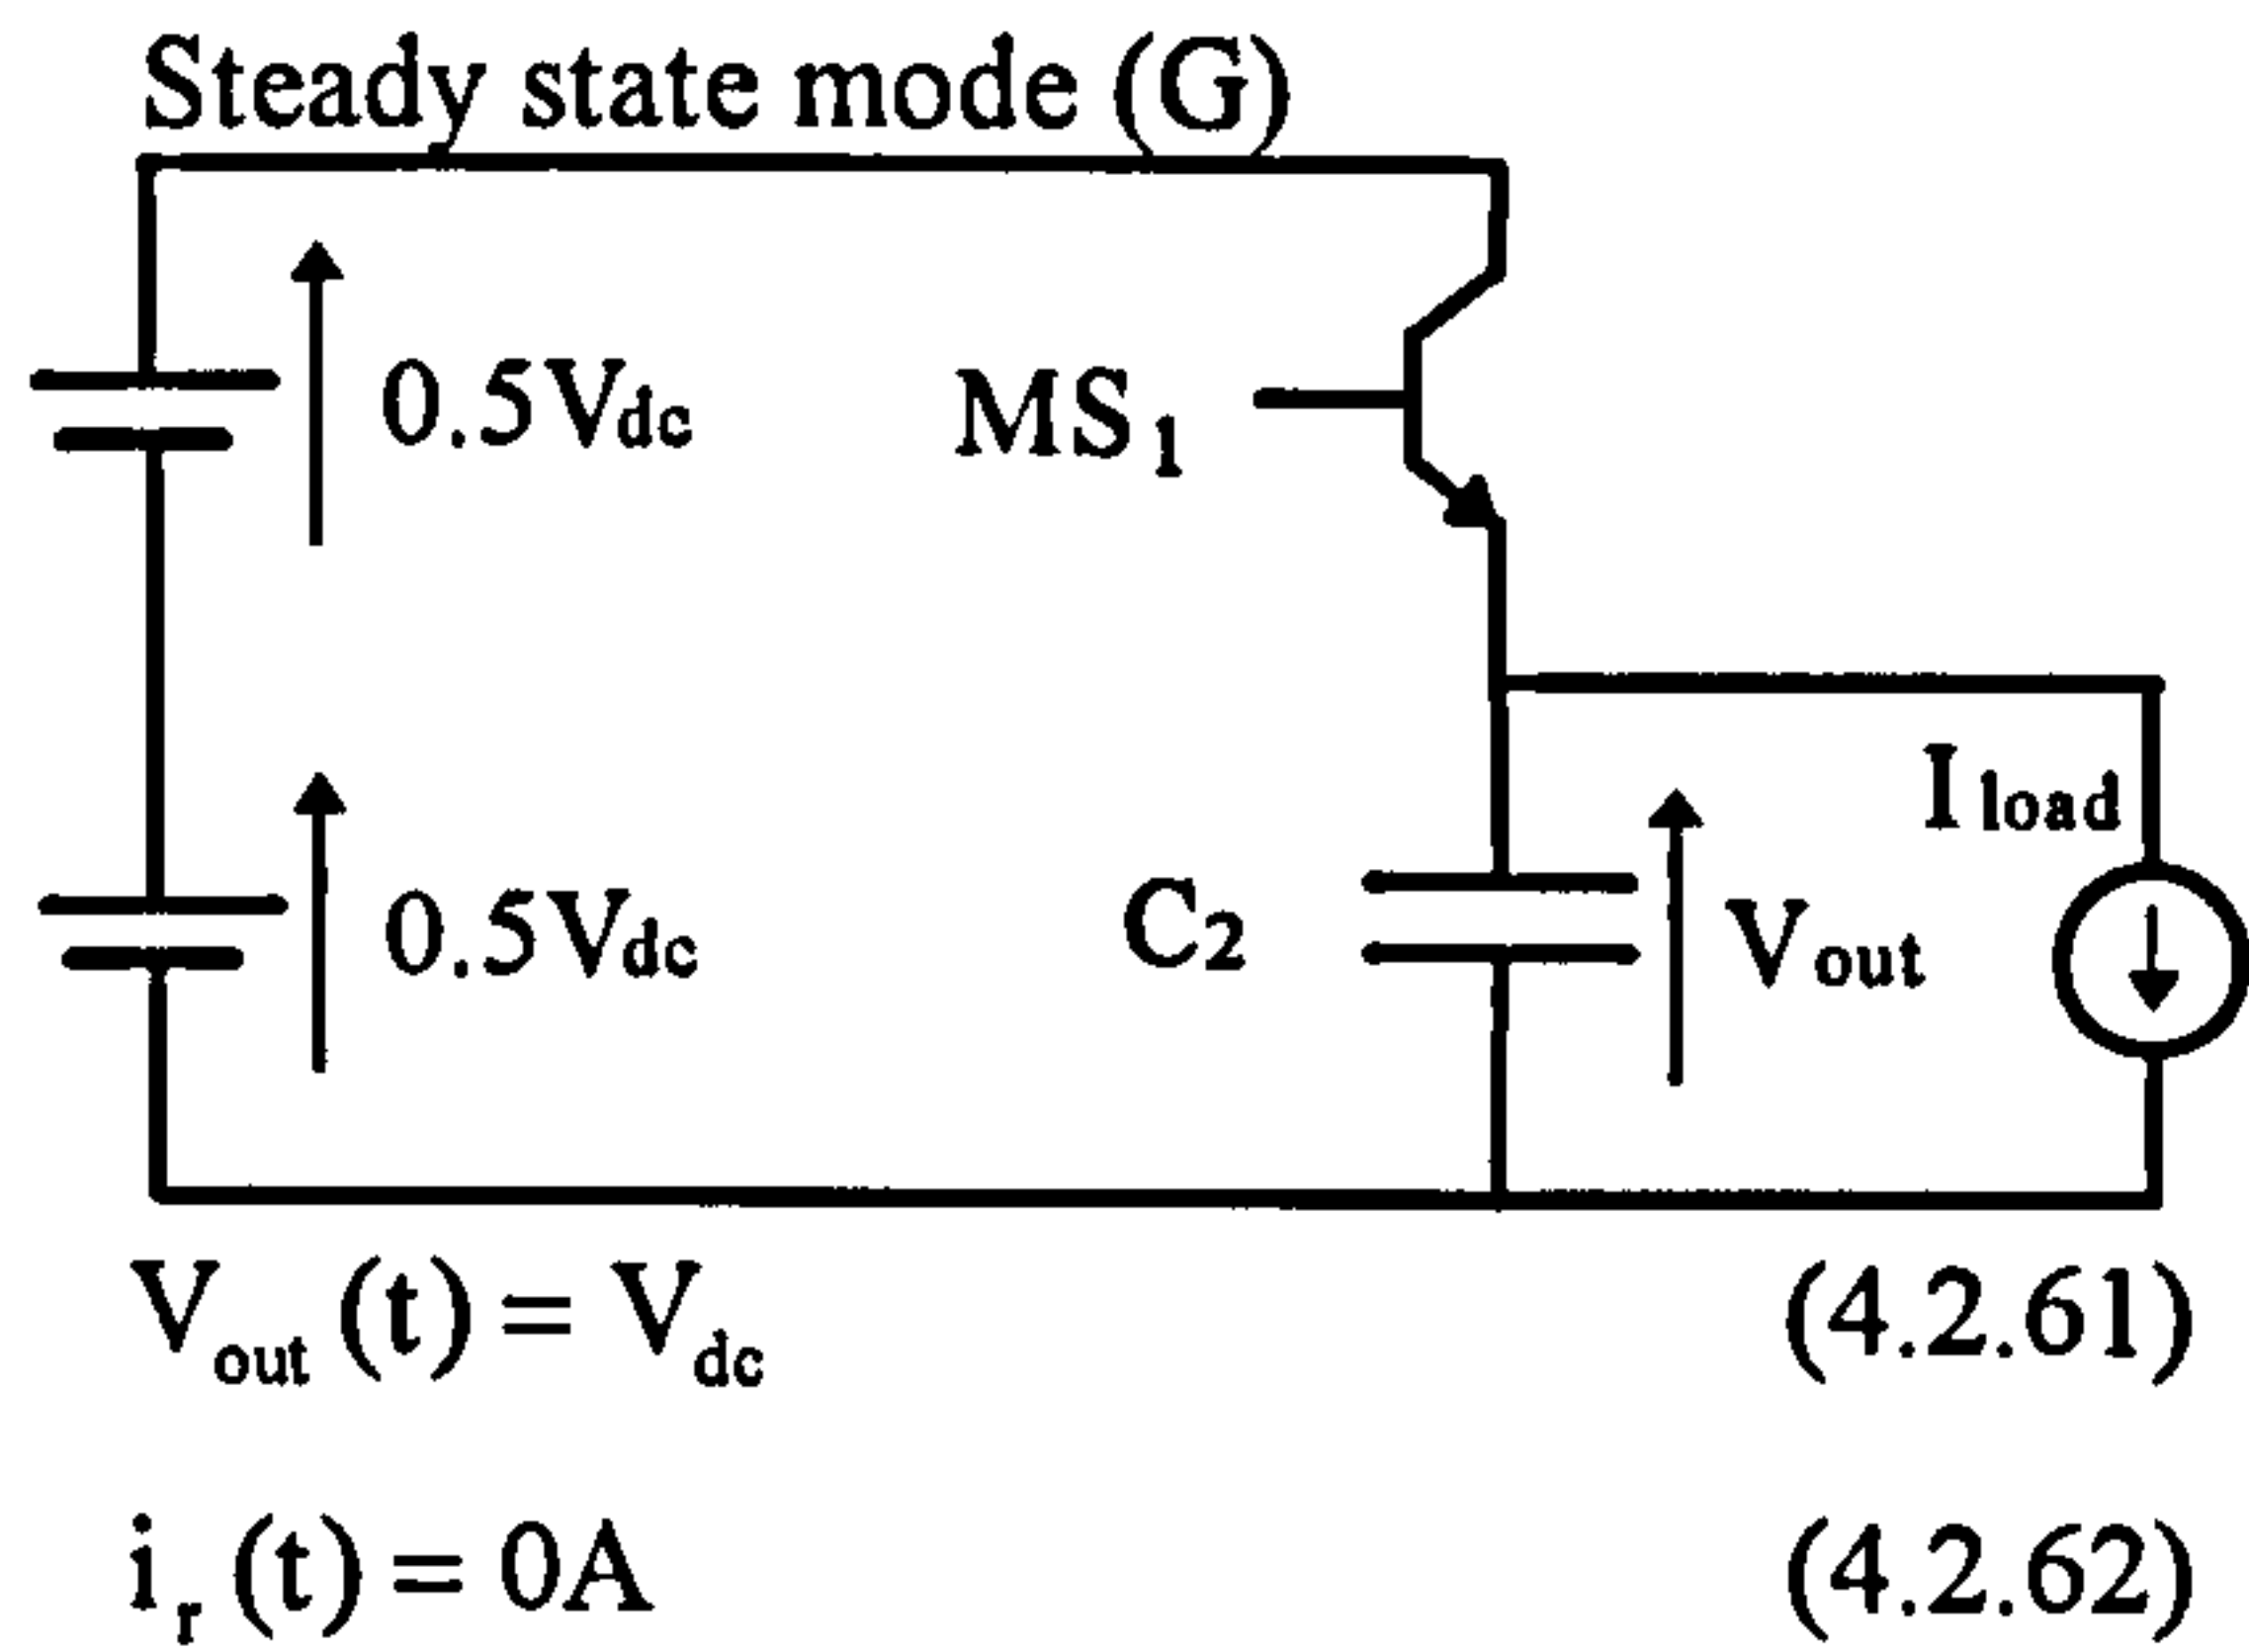 Steady state mode (G)
0.5Vdc
MS1
Iload
0.5Vdc
C2
Vout
Vout (t) = Vdc (4.2.61)
ir (t) = 0A (4.2.62)